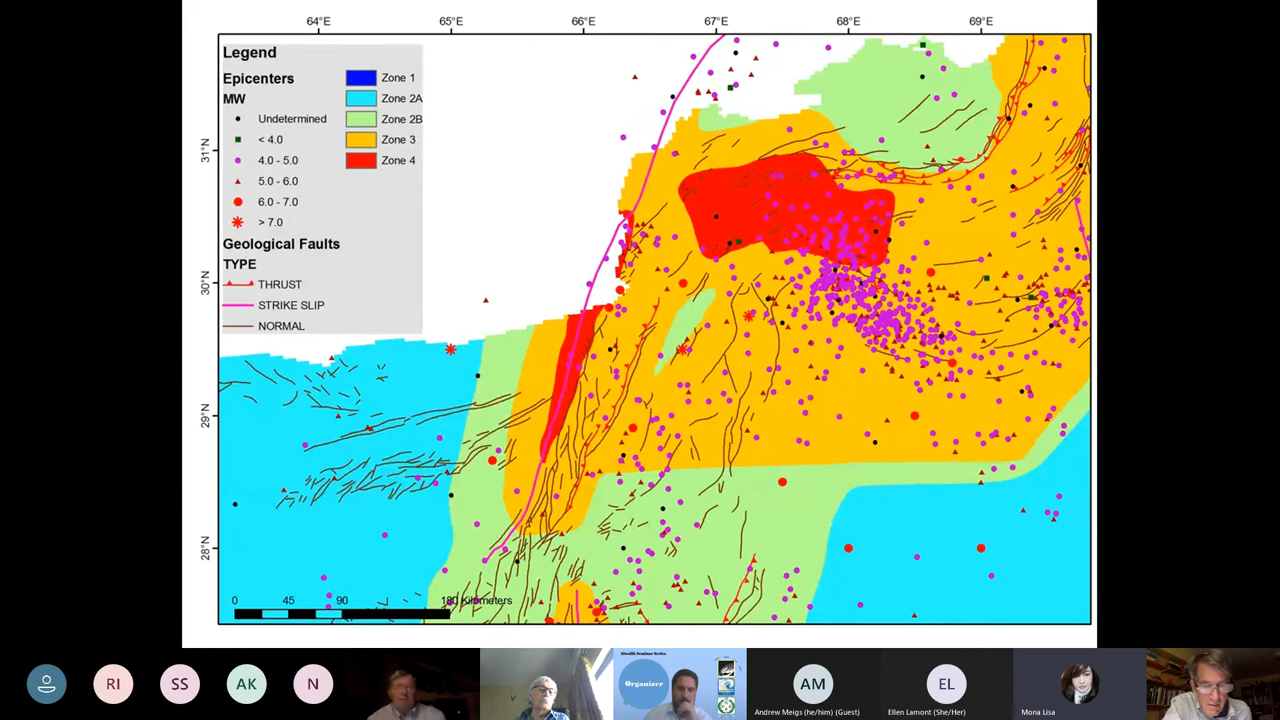 64°E 65°E 66°E 67°E 68°E 69°E
Legend
Epicenters
MW
Undetermined
< 4.0
4.0 - 5.0
5.0 - 6.0
6.0 - 7.0
> 7.0
Zone 1
Zone 2A
Zone 2B
Zone 3
Zone 4
Geological Faults
TYPE
THRUST
STRIKE SLIP
NORMAL
31°N
30°N
29°N
28°N
0 45 90 180 Kilometers
RI
SS
AK
N
Siwalik Seminar Series
Organizer
AM
Andrew Meigs (he/him) (Guest)
EL
Ellen Lamont (She/Her)
Mona Lisa